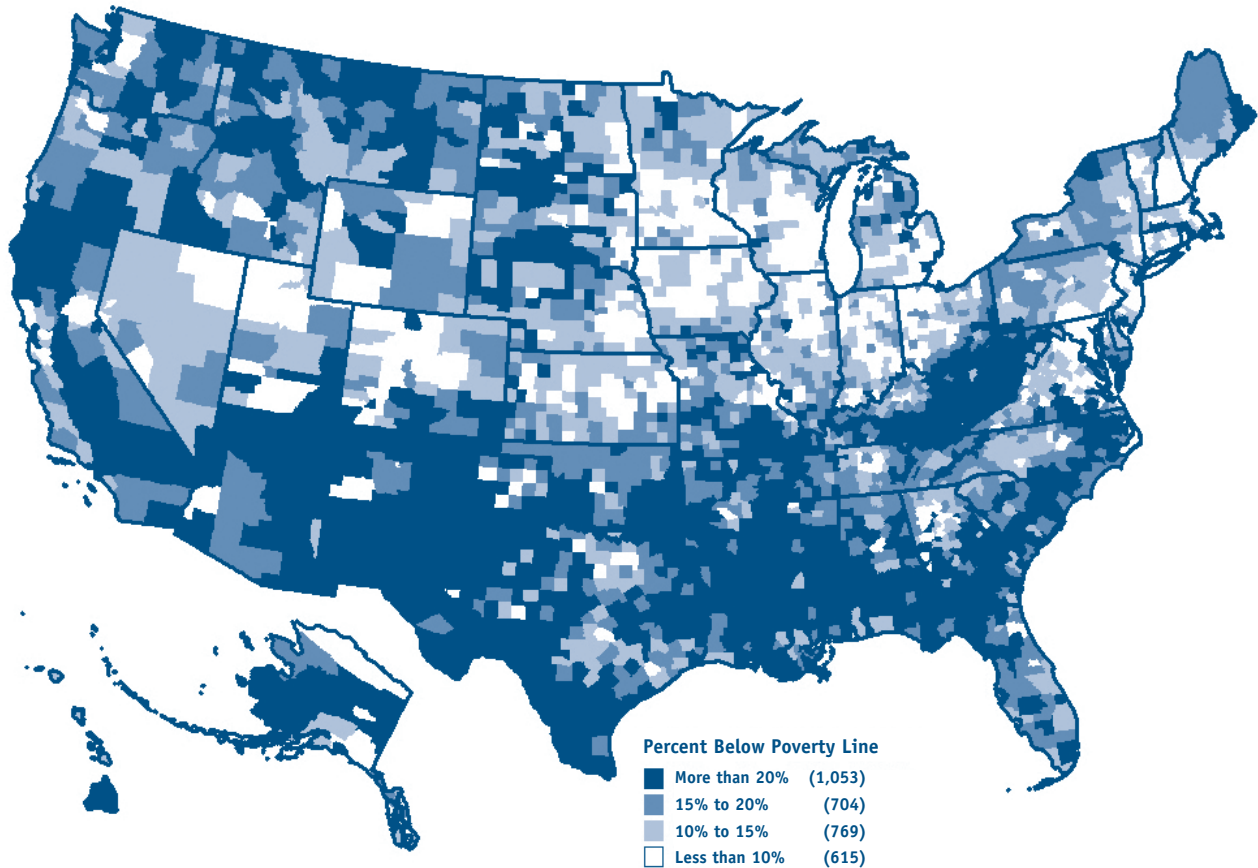 Percent Below Poverty Line
More than 20% (1,053)
15% to 20% (704)
10% to 15% (769)
Less than 10% (615)